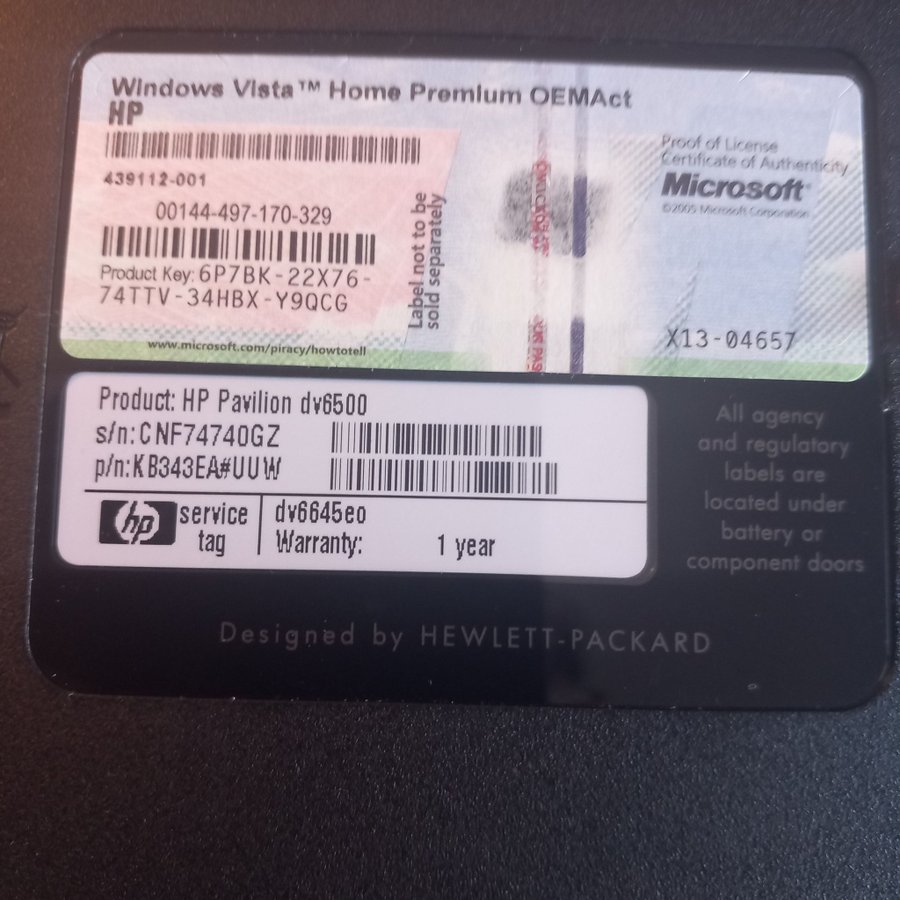 Windows Vista™ Home Premium OEMAct
HP
439112-001
00144-497-170-329
Product Key: 6P7BK-22X76-
74TTV-34HBX-Y9QCG
Label not to be
sold separately
www.microsoft.com/piracy/howtotell
Proof of License
Certificate of Authenticity
Microsoft®
©2005 Microsoft Corporation
X13-04657
Product: HP Pavilion dv6500
s/n:CNF74740GZ
p/n:KB343EA#UUW
hp
service
tag
dv6645eo
Warranty: 1 year
All agency
and regulatory
labels are
located under
battery or
component doors
Designed by HEWLETT-PACKARD